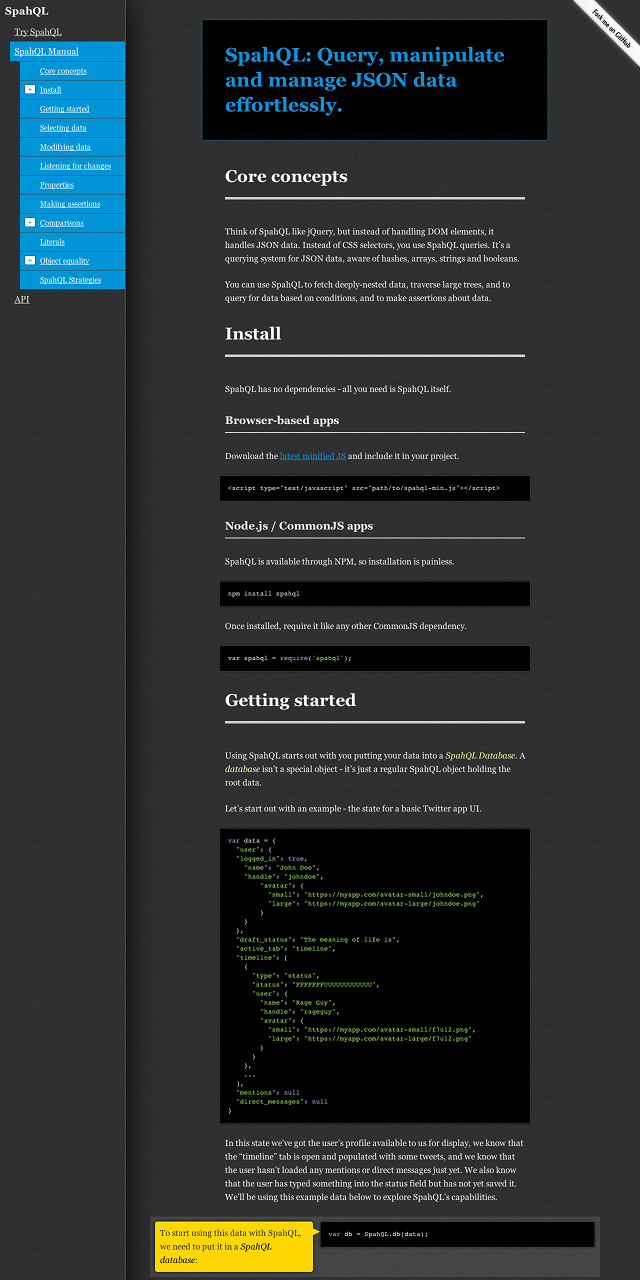 SpahQL
Try SpahQL
SpahQL Manual
Core concepts
+ Install
Getting started
Selecting data
Modifying data
Listening for changes
Properties
Making assertions
+ Comparisons
Literals
+ Object equality
SpahQL Strategies
API
Fork me on GitHub
SpahQL: Query, manipulate
and manage JSON data
effortlessly.
Core concepts
Think of SpahQL like jQuery, but instead of handling DOM elements, it
handles JSON data. Instead of CSS selectors, you use SpahQL queries. It's a
querying system for JSON data, aware of hashes, arrays, strings and booleans.
You can use SpahQL to fetch deeply-nested data, traverse large trees, and to
query for data based on conditions, and to make assertions about data.
Install
SpahQL has no dependencies - all you need is SpahQL itself.
Browser-based apps
Download the latest minified JS and include it in your project.
<script type="text/javascript" src="path/to/spahql-min.js"></script>
Node.js / CommonJS apps
SpahQL is available through NPM, so installation is painless.
npm install spahql
Once installed, require it like any other CommonJS dependency.
var spahql = require('spahql');
Getting started
Using SpahQL starts out with you putting your data into a SpahQL Database. A
database isn't a special object - it's just a regular SpahQL object holding the
root data.
Let's start out with an example - the state for a basic Twitter app UI.
var data = {
"user": {
"logged_in": true,
"name": "John Doe",
"handle": "johndoe",
"avatar": {
"small": "https://myapp.com/avatar-small/johndoe.png",
"large": "https://myapp.com/avatar-large/johndoe.png"
}
}
},
"draft_status": "The meaning of life is",
"active_tab": "timeline",
"timeline": [
{
"type": "status",
"status": "FFFFFFFUUUUUUUUUUUU",
"user": {
"name": "Rage Guy",
"handle": "rageguy",
"avatar": {
"small": "https://myapp.com/avatar-small/f7u12.png",
"large": "https://myapp.com/avatar-large/f7u12.png"
}
}
},
...
],
"mentions": null
"direct_messages": null
}
In this state we've got the user's profile available to us for display, we know that
the "timeline" tab is open and populated with some tweets, and we know that
the user hasn't loaded any mentions or direct messages just yet. We also know
that the user has typed something into the status field but has not yet saved it.
We'll be using this example data below to explore SpahQL's capabilities.
To start using this data with SpahQL,
we need to put it in a SpahQL
database:
var db = SpahQL.db(data);